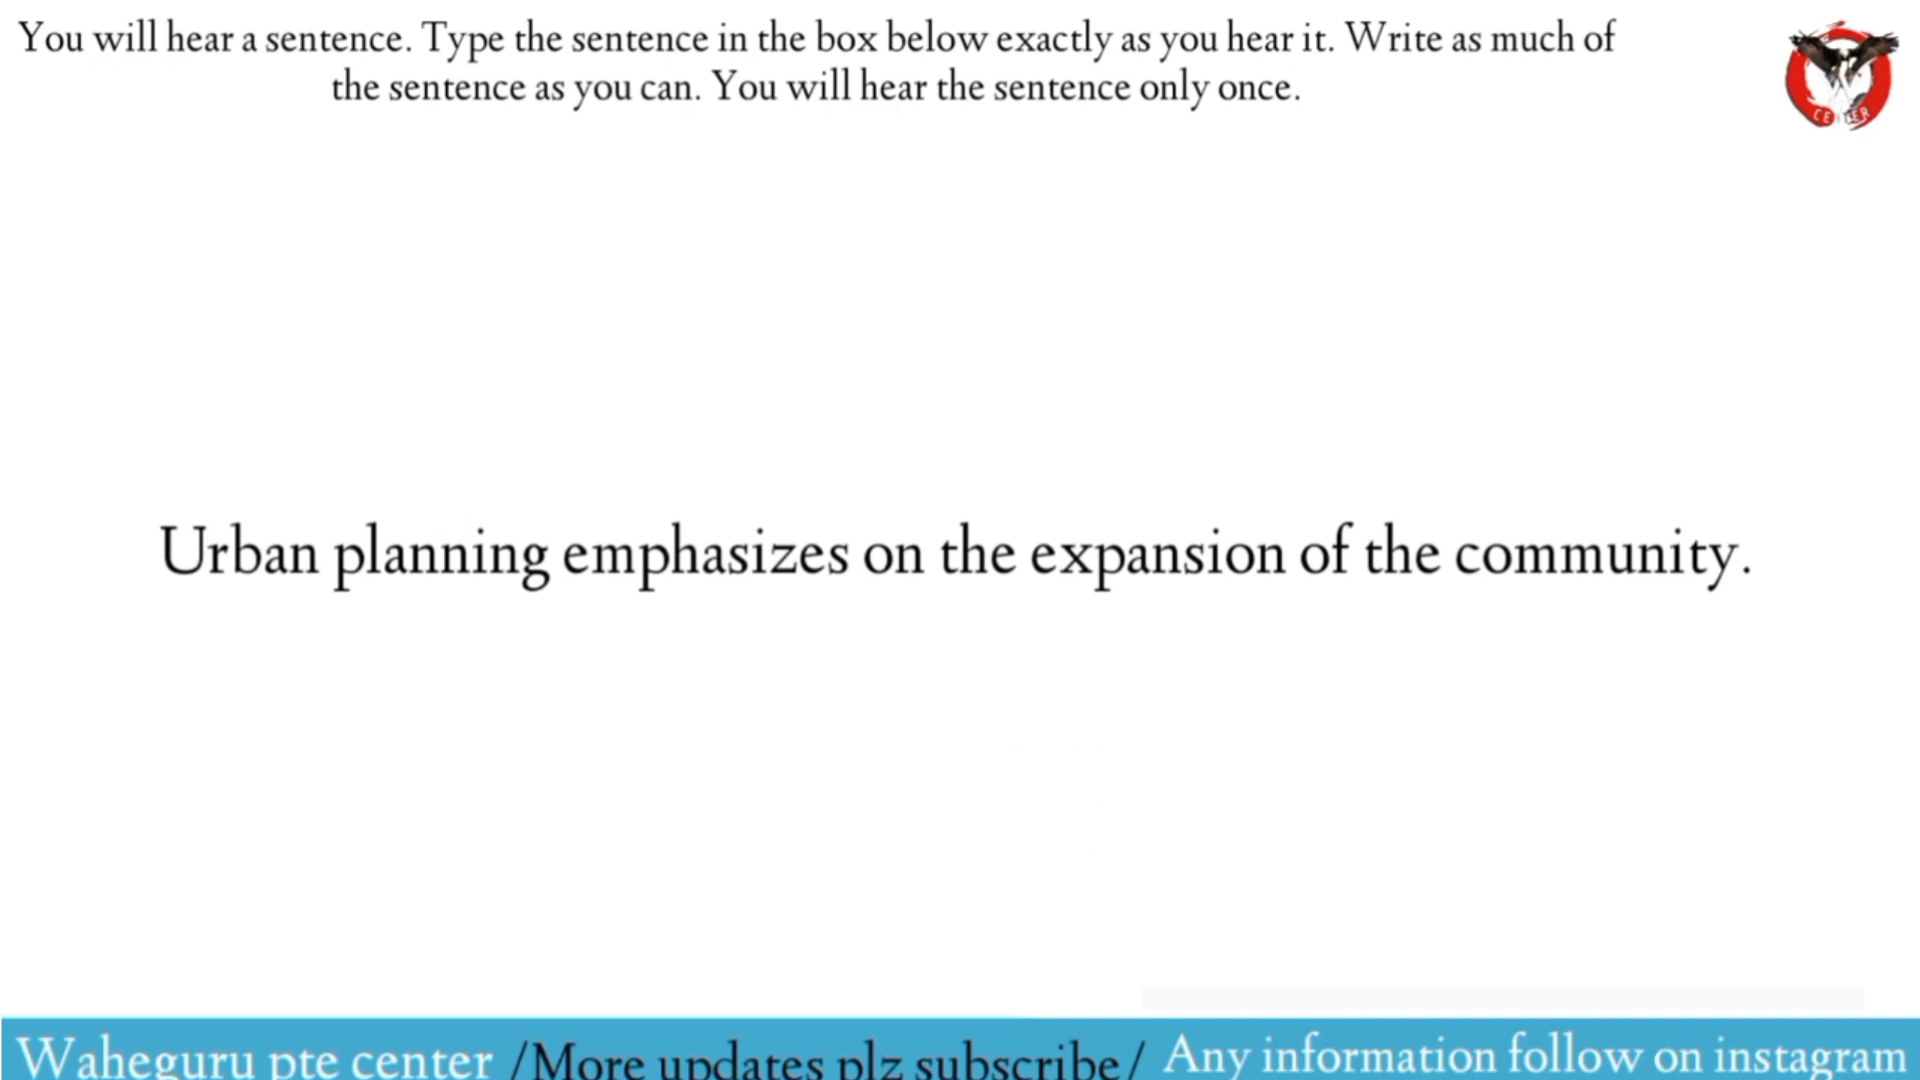 You will hear a sentence. Type the sentence in the box below exactly as you hear it. Write as much of
the sentence as you can. You will hear the sentence only once.
CENTER
Urban planning emphasizes on the expansion of the community.
Waheguru pte center /More updates plz subscribe/ Any information follow on instagram